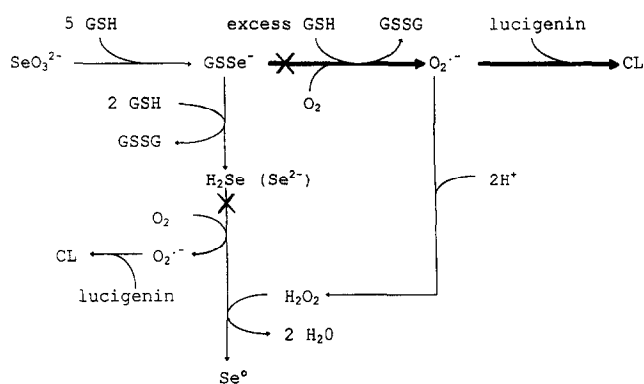 5 GSH excess GSH GSSG lucigenin
SeO₃²⁻ GSSe⁻ O₂·⁻ CL
O₂
2 GSH
GSSG
2H⁺
H₂Se (Se²⁻)
O₂
CL O₂·⁻
lucigenin H₂O₂
2 H₂O
Se°